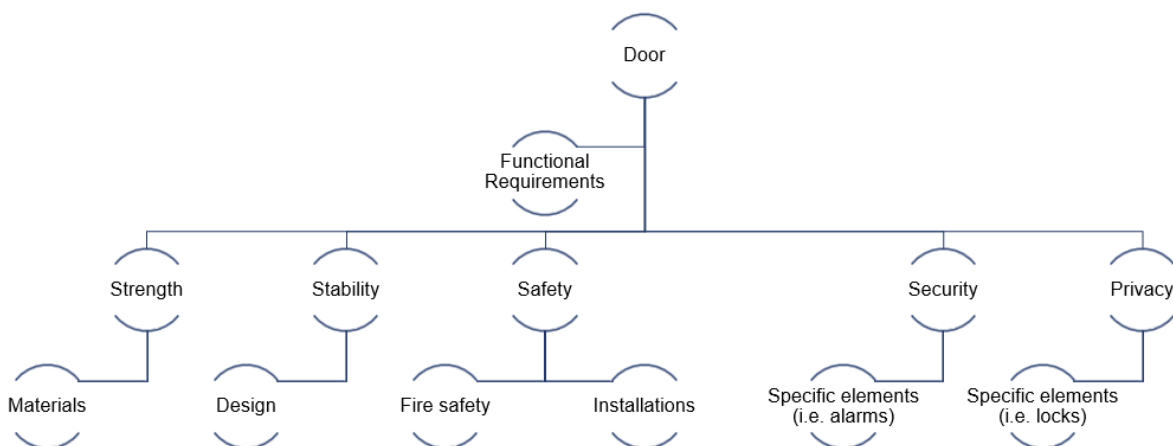 Door
Functional
Requirements
Strength
Stability
Safety
Security
Privacy
Materials
Design
Fire safety
Installations
Specific elements
(i.e. alarms)
Specific elements
(i.e. locks)